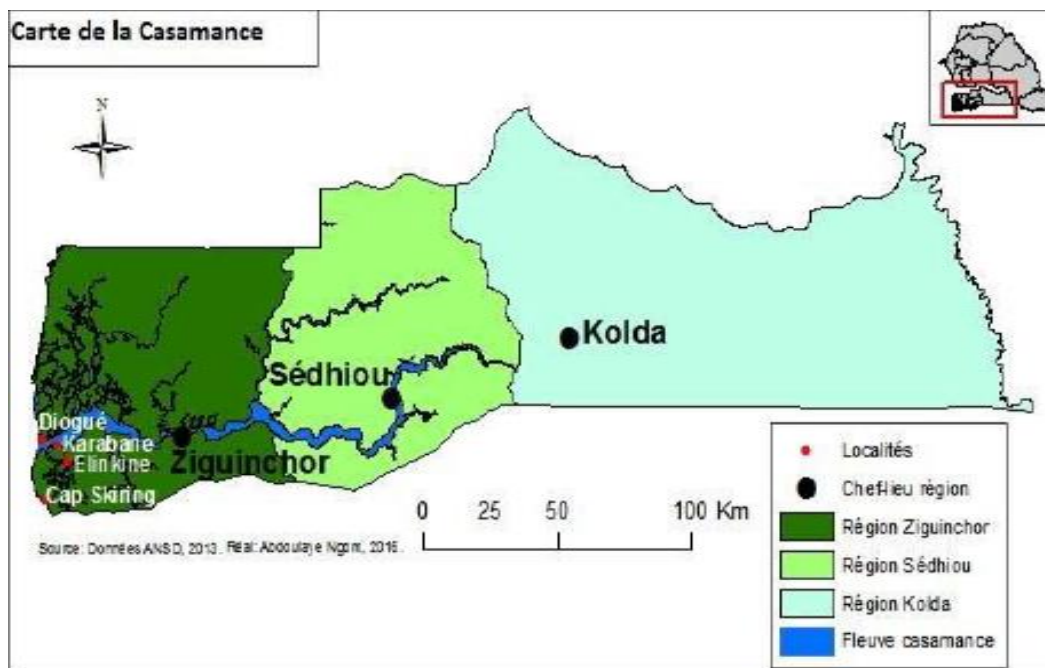 Carte de la Casamance
N
Kolda
Sédhiou
Diogué
Karabane
Elinkine
Ziguinchor
Cap Skiring
Source: Données ANSD, 2013. Réal: Abdoulaye Ngom, 2016.
0 25 50 100 Km
Localités
Chef-lieu région
Région Ziguinchor
Région Sédhiou
Région Kolda
Fleuve casamance